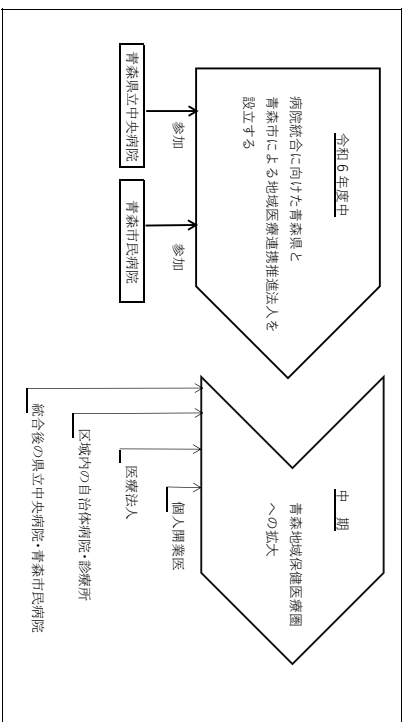 令和６年度中
病院統合に向けた青森県と
青森市による地域医療連携推進法人を
設立する
参加
参加
青森県立中央病院
青森市民病院
中　期
青森地域保健医療圏
への拡大
個人開業医
医療法人
区域内の自治体病院・診療所
統合後の県立中央病院・青森市民病院